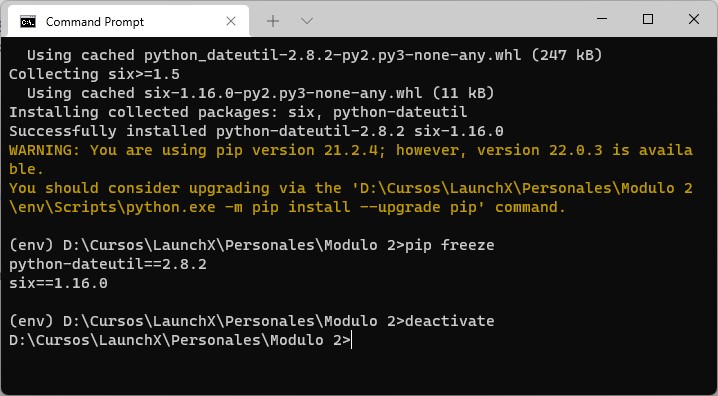 Command Prompt
Using cached python_dateutil-2.8.2-py2.py3-none-any.whl (247 kB)
Collecting six>=1.5
Using cached six-1.16.0-py2.py3-none-any.whl (11 kB)
Installing collected packages: six, python-dateutil
Successfully installed python-dateutil-2.8.2 six-1.16.0
WARNING: You are using pip version 21.2.4; however, version 22.0.3 is availa
ble.
You should consider upgrading via the 'D:\Cursos\LaunchX\Personales\Modulo 2
\env\Scripts\python.exe -m pip install --upgrade pip' command.
(env) D:\Cursos\LaunchX\Personales\Modulo 2>pip freeze
python-dateutil==2.8.2
six==1.16.0
(env) D:\Cursos\LaunchX\Personales\Modulo 2>deactivate
D:\Cursos\LaunchX\Personales\Modulo 2>